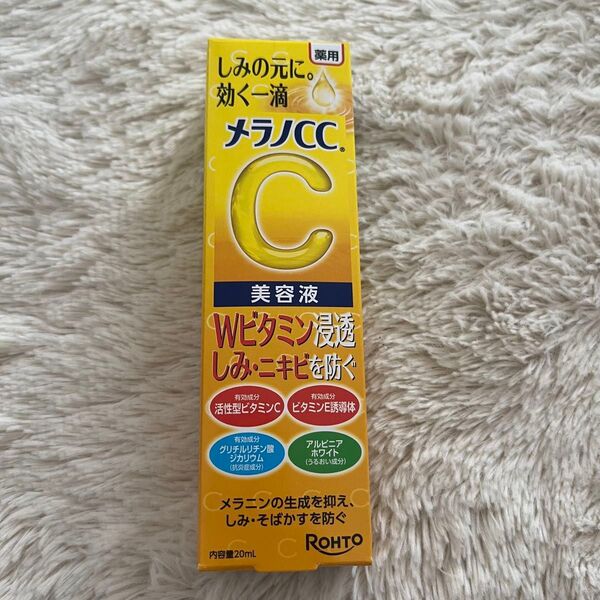 薬用
しみの元に。
効く一滴
メラノCC®
C
美容液
Wビタミン浸透
しみ・ニキビを防ぐ
有効成分
活性型ビタミンC
有効成分
ビタミンE誘導体
有効成分
グリチルリチン酸
ジカリウム
(抗炎症成分)
アルピニア
ホワイト
(うるおい成分)
メラニンの生成を抑え、
しみ・そばかすを防ぐ
内容量20mL
ROHTO